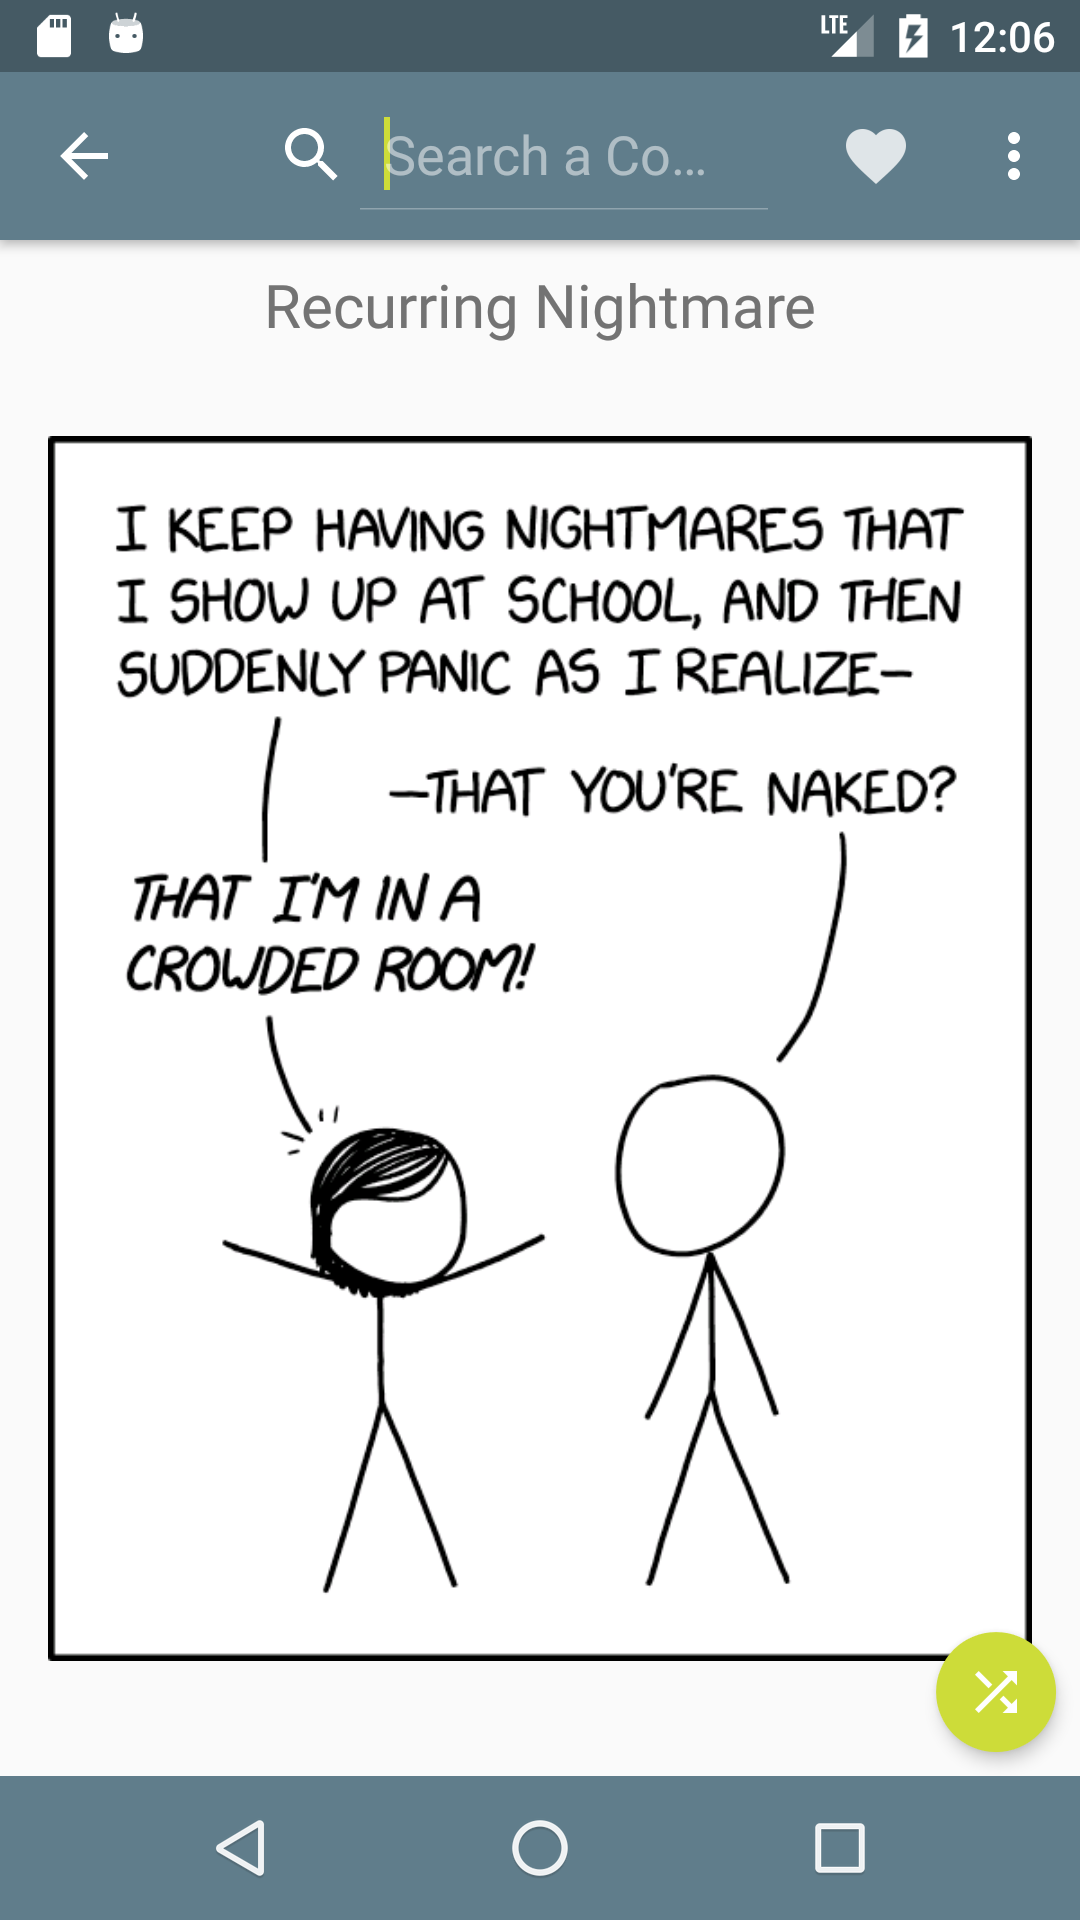 LTE 12:06
Search a Co...
Recurring Nightmare
I KEEP HAVING NIGHTMARES THAT
I SHOW UP AT SCHOOL, AND THEN
SUDDENLY PANIC AS I REALIZE—
—THAT YOU'RE NAKED?
THAT I'M IN A
CROWDED ROOM!